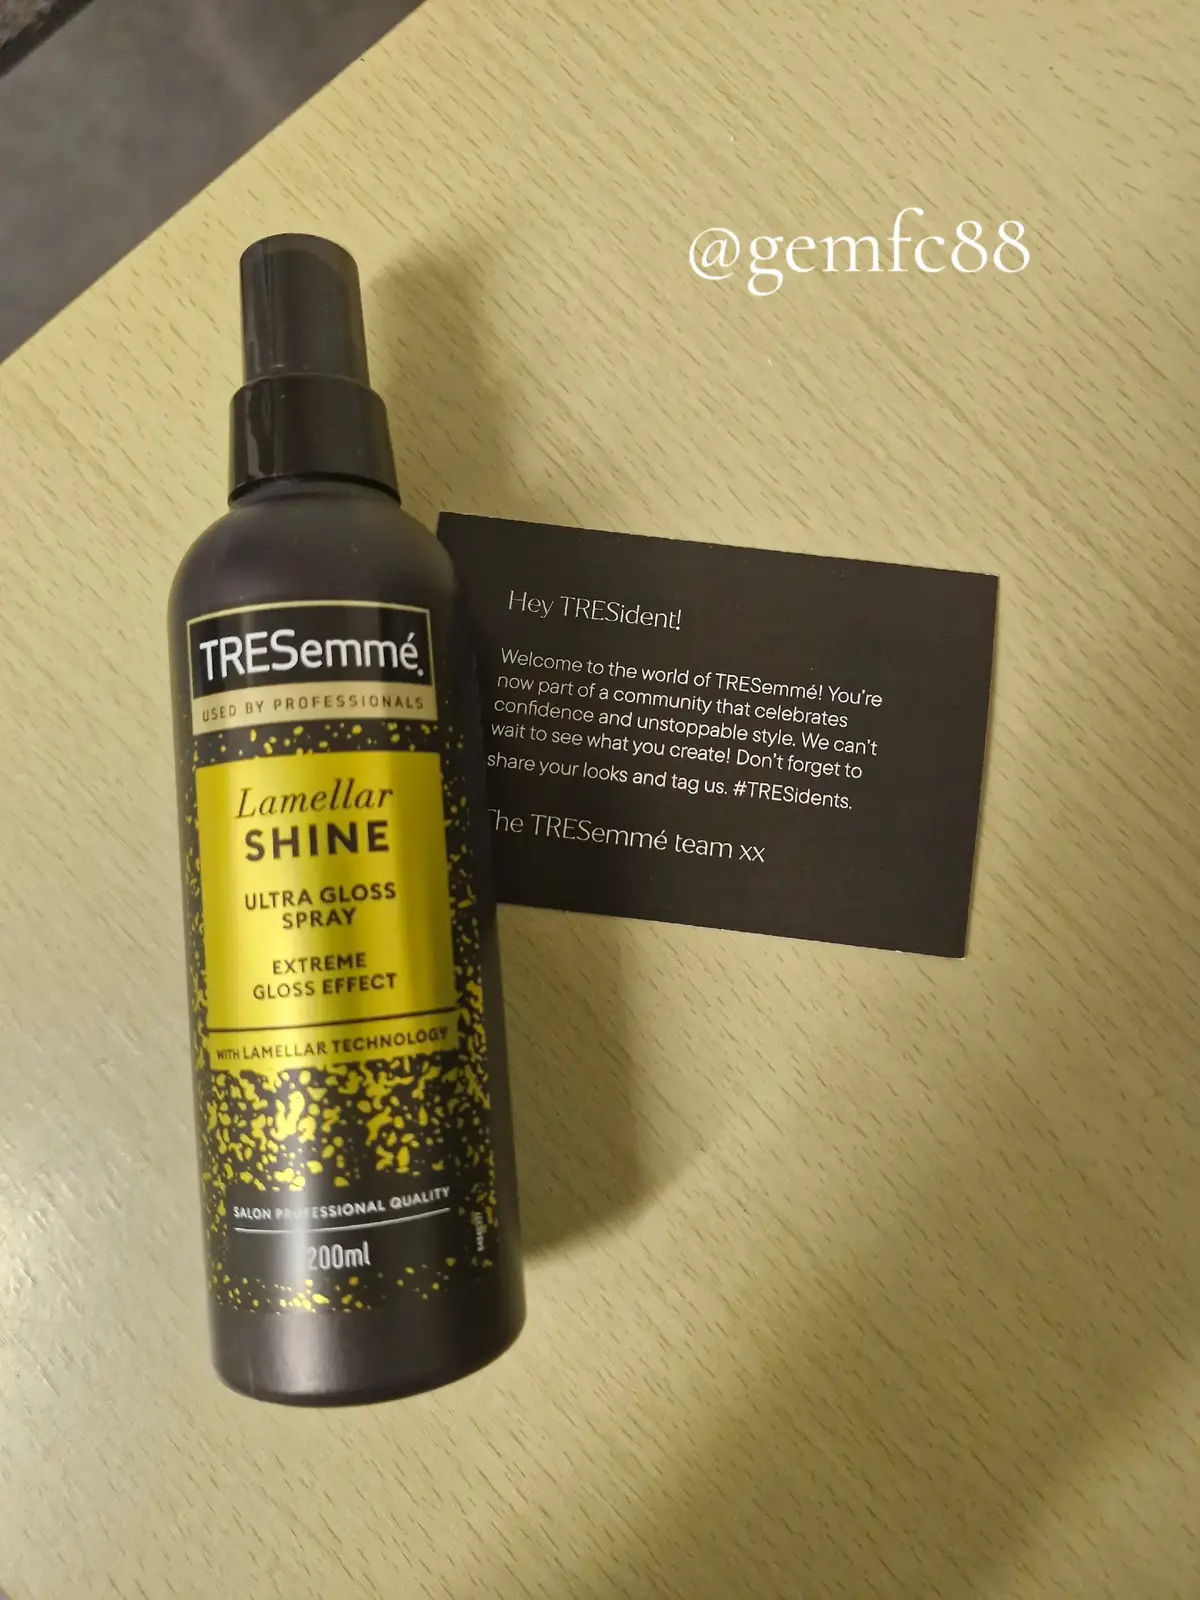 @gemfc88
TRESemmé
USED BY PROFESSIONALS
Lamellar
SHINE
ULTRA GLOSS
SPRAY
EXTREME
GLOSS EFFECT
WITH LAMELLAR TECHNOLOGY
SALON PROFESSIONAL QUALITY
200ml
Hey TRESident!
Welcome to the world of TRESemmé! You're
now part of a community that celebrates
confidence and unstoppable style. We can't
wait to see what you create! Don't forget to
share your looks and tag us. #TRESidents.
The TRESemmé team xx